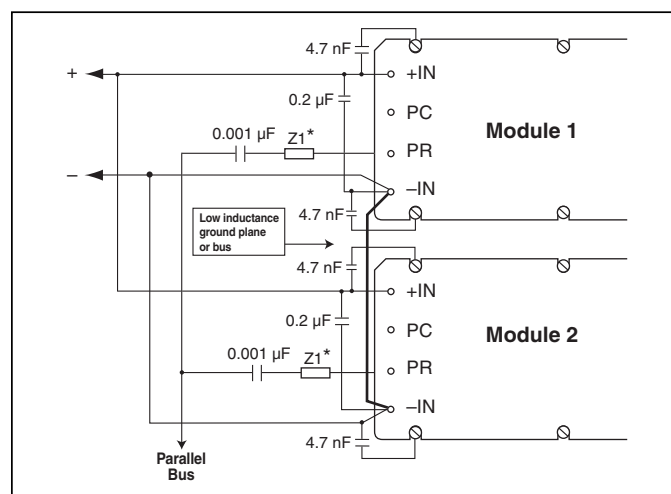 4.7 nF
+
+IN
0.2 µF
PC
Module 1
0.001 µF
Z1*
PR
–
–IN
4.7 nF
Low inductance
ground plane
or bus
4.7 nF
+IN
0.2 µF
PC
Module 2
0.001 µF
Z1*
PR
–IN
4.7 nF
Parallel
Bus